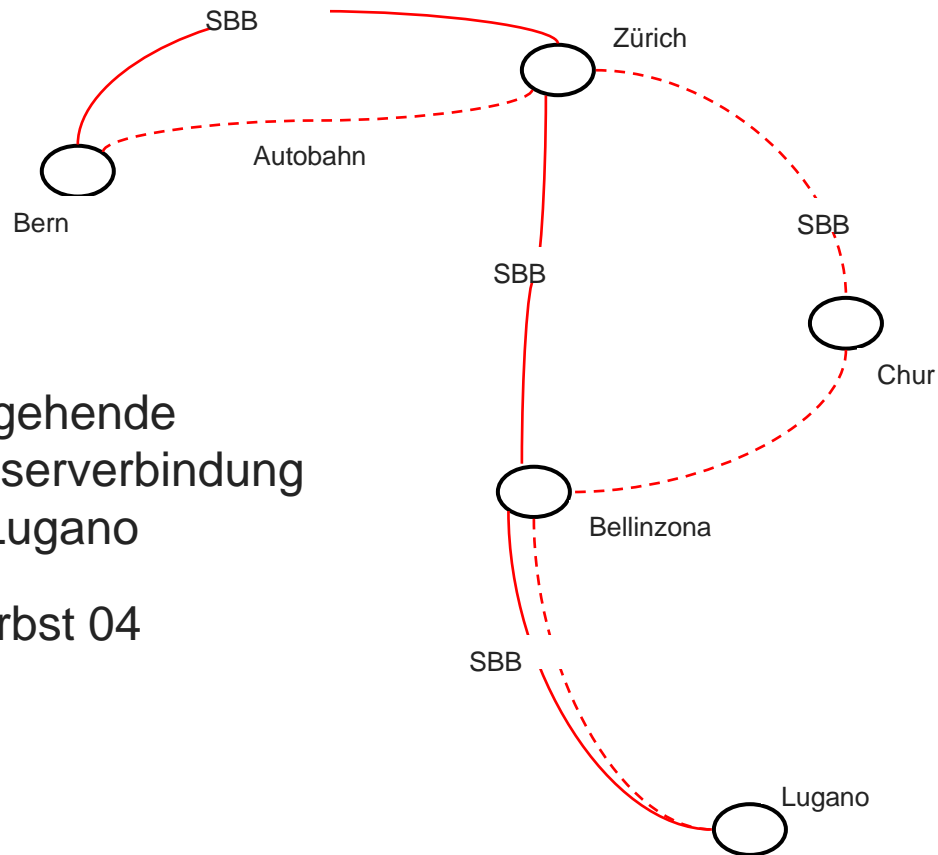 SBB
Zürich
Autobahn
Bern
SBB
SBB
Chur
gehende
serverbindung
Lugano
Bellinzona
rbst 04
SBB
Lugano